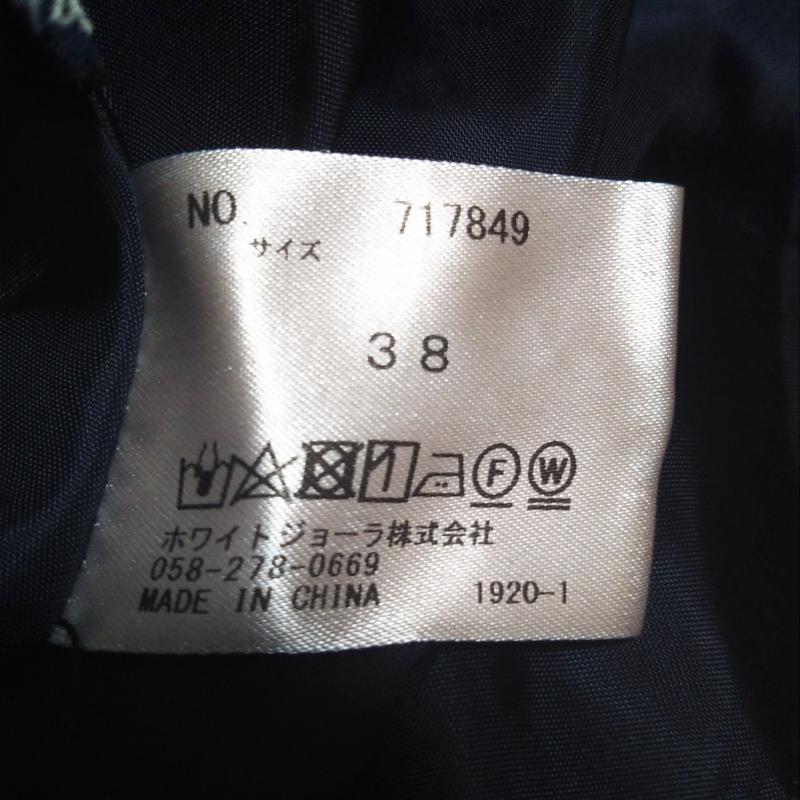 NO. 717849
サイズ
38
F W
ホワイトジョーラ株式会社
058-278-0669
MADE IN CHINA 1920-1